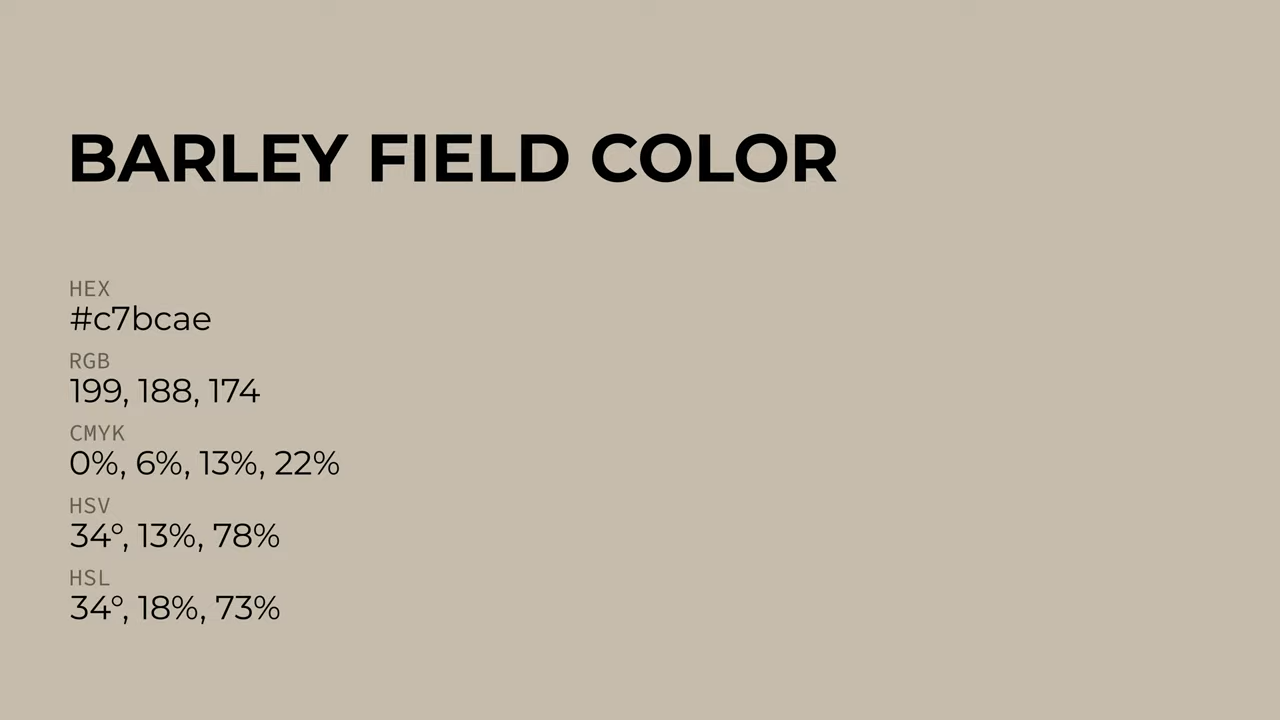 BARLEY FIELD COLOR
HEX
#c7bcae
RGB
199, 188, 174
CMYK
0%, 6%, 13%, 22%
HSV
34°, 13%, 78%
HSL
34°, 18%, 73%